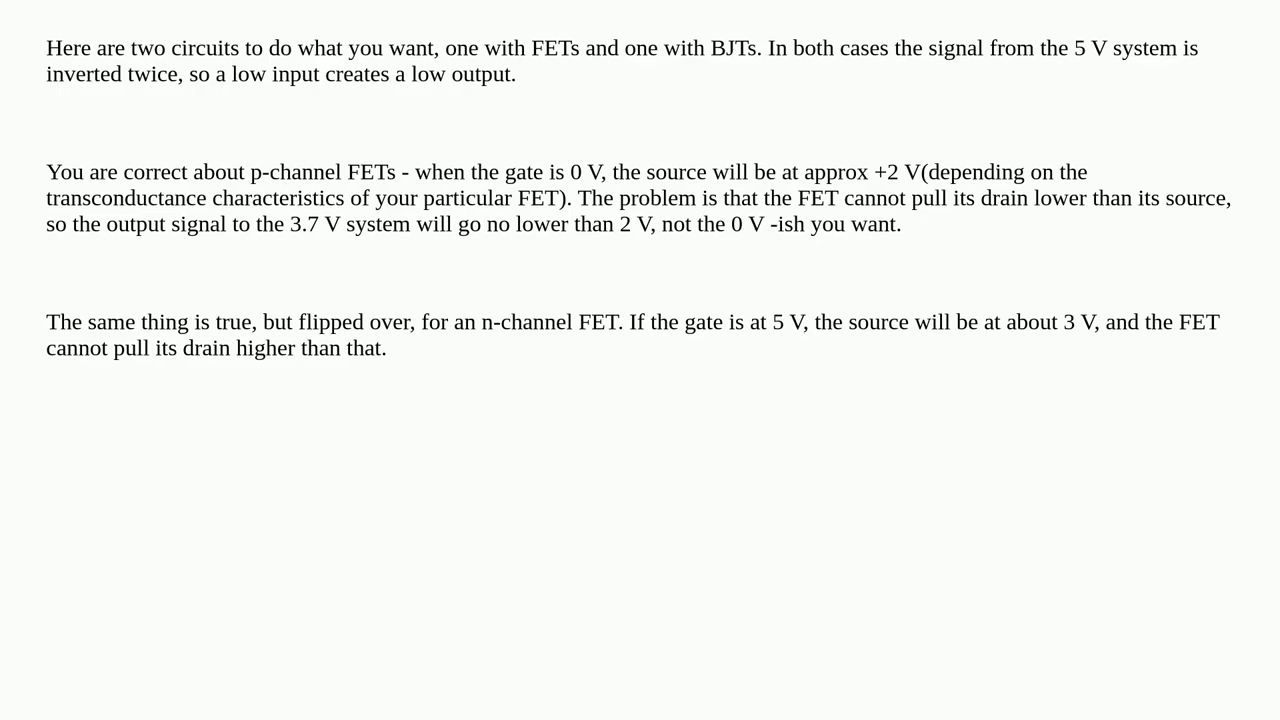 Here are two circuits to do what you want, one with FETs and one with BJTs. In both cases the signal from the 5 V system is
inverted twice, so a low input creates a low output.
You are correct about p-channel FETs - when the gate is 0 V, the source will be at approx +2 V(depending on the
transconductance characteristics of your particular FET). The problem is that the FET cannot pull its drain lower than its source,
so the output signal to the 3.7 V system will go no lower than 2 V, not the 0 V -ish you want.
The same thing is true, but flipped over, for an n-channel FET. If the gate is at 5 V, the source will be at about 3 V, and the FET
cannot pull its drain higher than that.